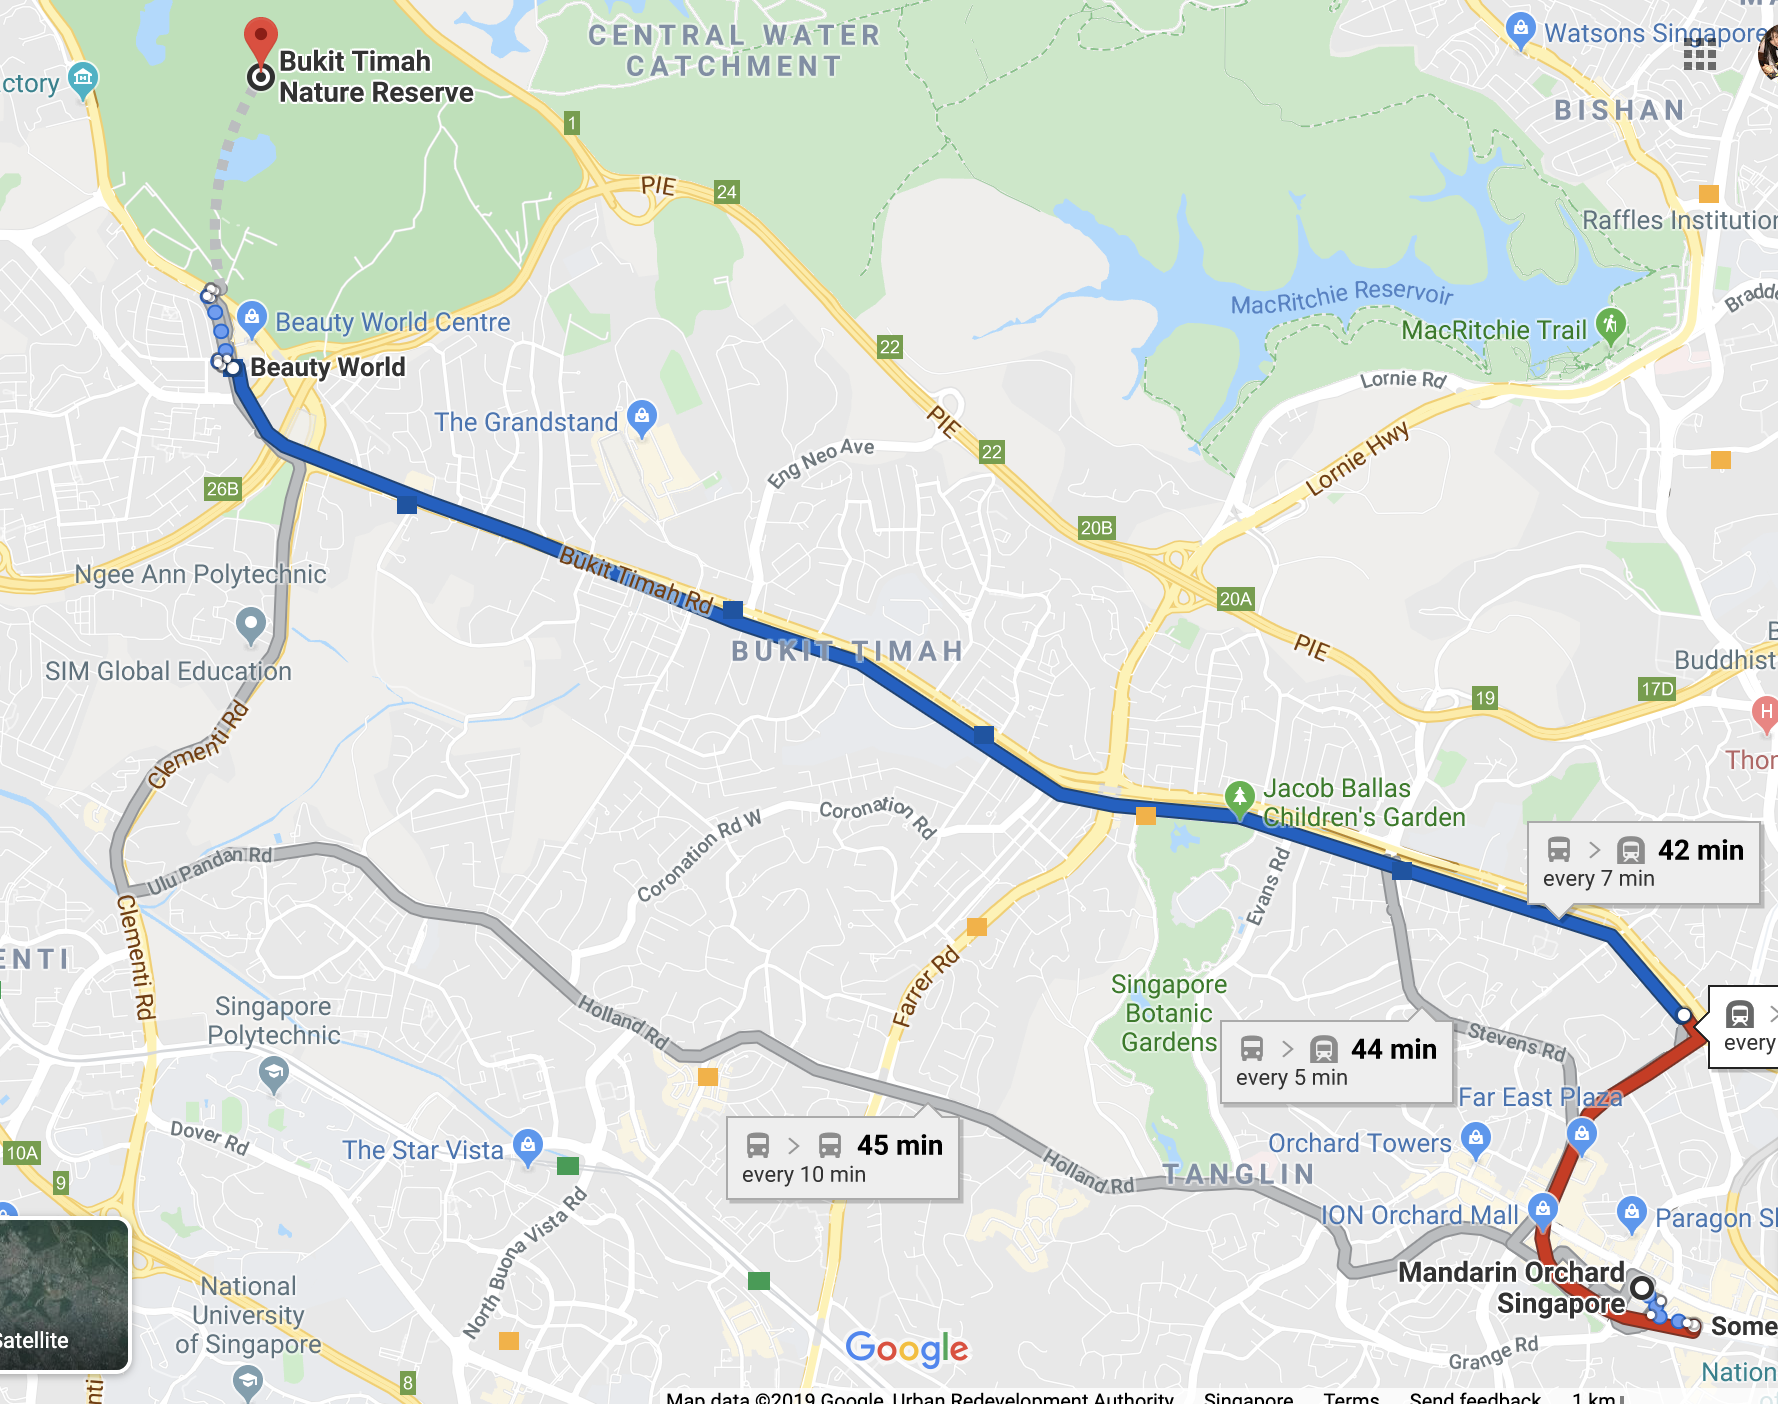 CENTRAL WATER
CATCHMENT
Watsons Singapore
Bukit Timah
Nature Reserve
ctory
BISHAN
1
PIE
24
Raffles Institution
MacRitchie Reservoir
MacRitchie Trail
Beauty World Centre
22
Beauty World
Lornie Rd
The Grandstand
PIE
22
Eng Neo Ave
Lornie Hwy
26B
20B
Bukit Timah Rd
Ngee Ann Polytechnic
20A
PIE
BUKIT TIMAH
SIM Global Education
Buddhist
17D
19
H
Clementi Rd
Thor
Jacob Ballas
Children's Garden
Coronation Rd
Coronation Rd W
Ulu Pandan Rd
42 min
every 7 min
Evans Rd
Clementi Rd
ENTI
Farrer Rd
Singapore
Botanic
Gardens
Singapore
Polytechnic
Holland Rd
every
44 min
every 5 min
Stevens Rd
Far East Plaza
Dover Rd
The Star Vista
45 min
every 10 min
Orchard Towers
10A
9
Holland Rd
TANGLIN
ION Orchard Mall
Paragon Sh
North Buona Vista Rd
Mandarin Orchard
Singapore
National
University
of Singapore
Some
Satellite
Google
Grange Rd
Nation
8
nti
Map data ©2019 Google, Urban Redevelopment Authority Singapore Terms Send feedback 1 km